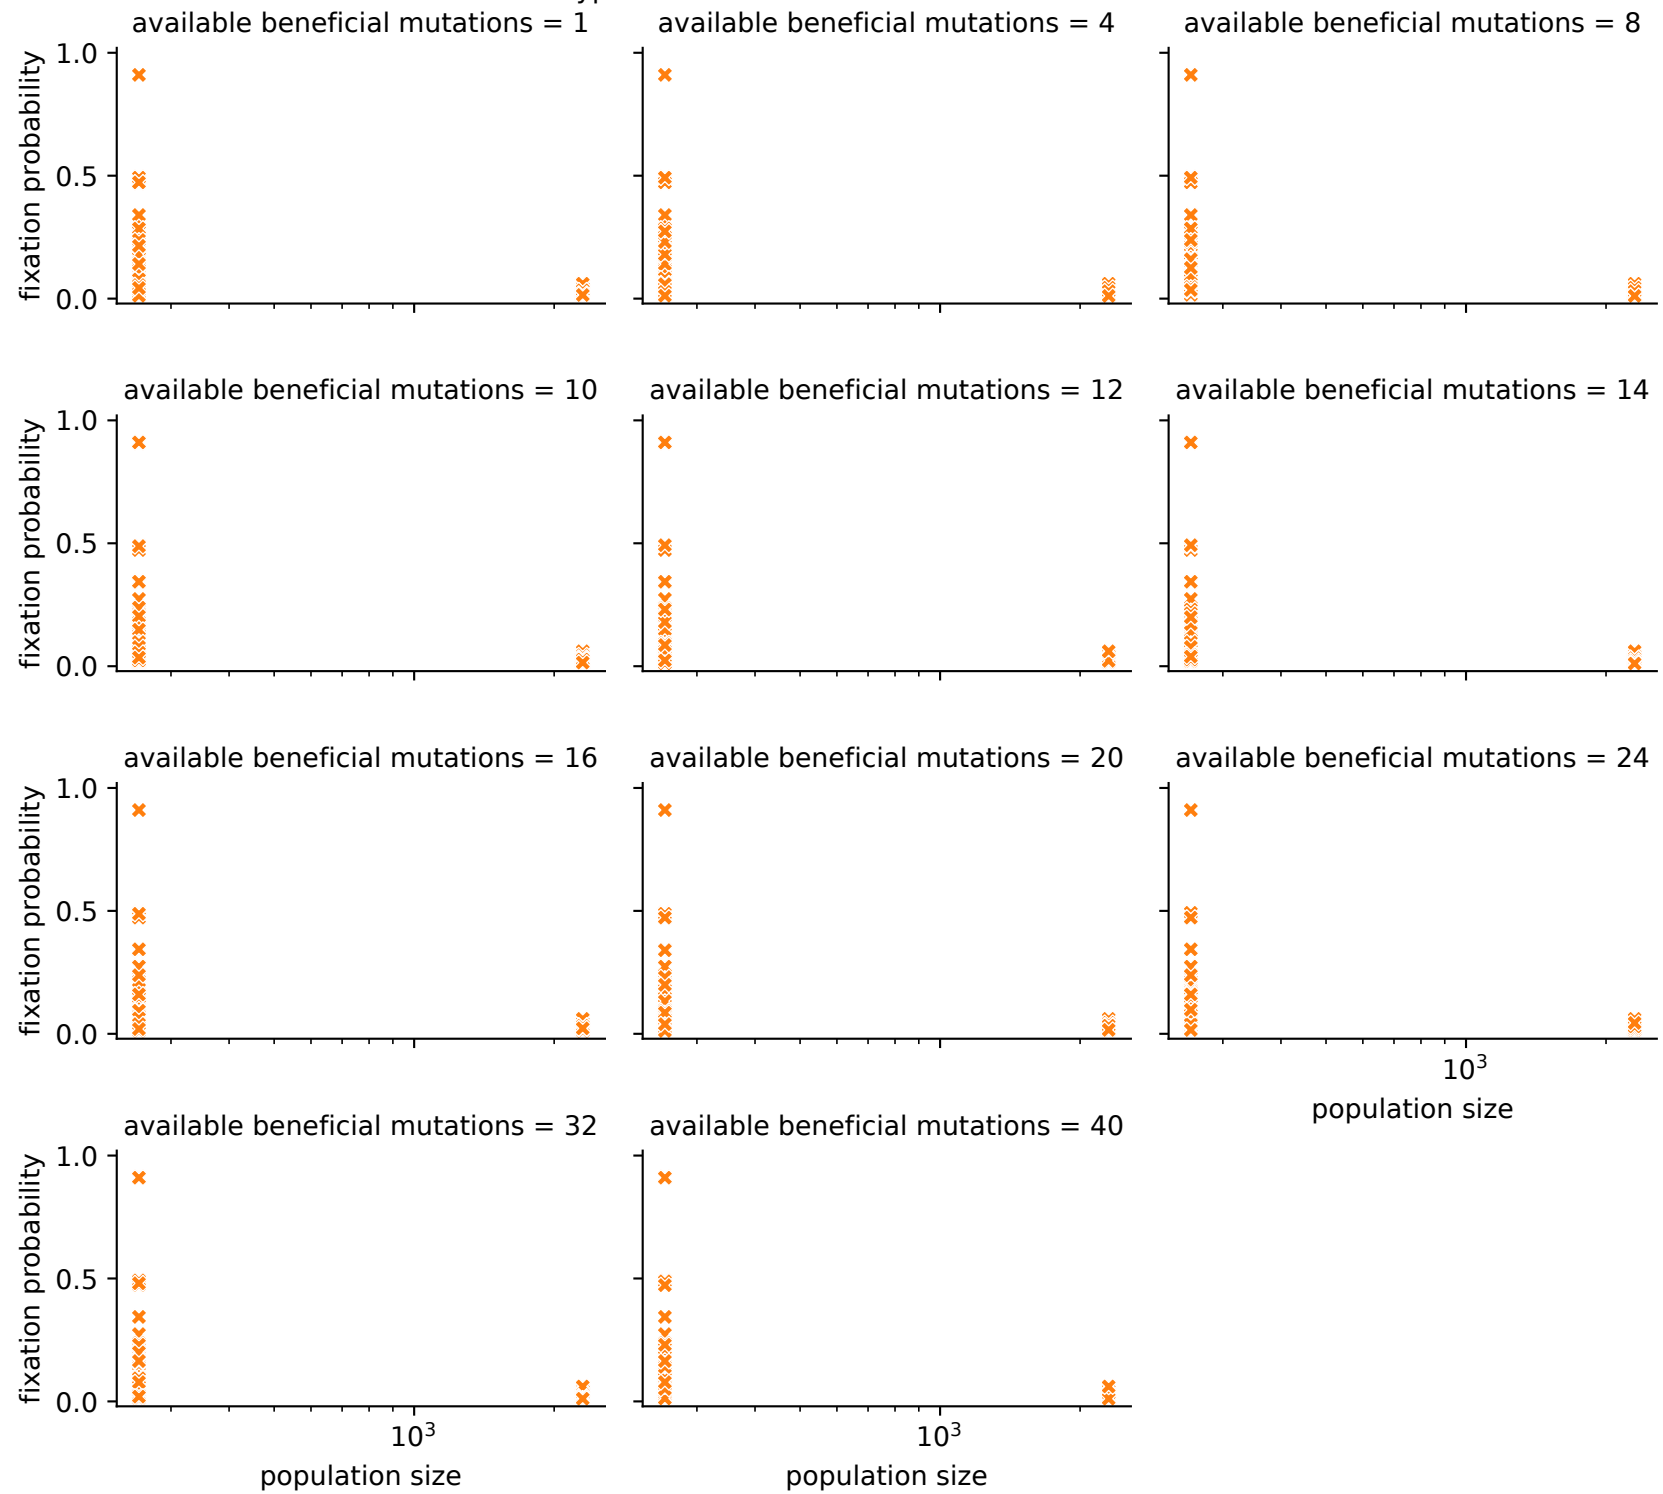 available beneficial mutations = 1
available beneficial mutations = 4
available beneficial mutations = 8
fixation probability
1.0
0.5
0.0
available beneficial mutations = 10
available beneficial mutations = 12
available beneficial mutations = 14
fixation probability
1.0
0.5
0.0
available beneficial mutations = 16
available beneficial mutations = 20
available beneficial mutations = 24
fixation probability
1.0
0.5
0.0
10³
population size
available beneficial mutations = 32
available beneficial mutations = 40
fixation probability
1.0
0.5
0.0
10³
10³
population size
population size